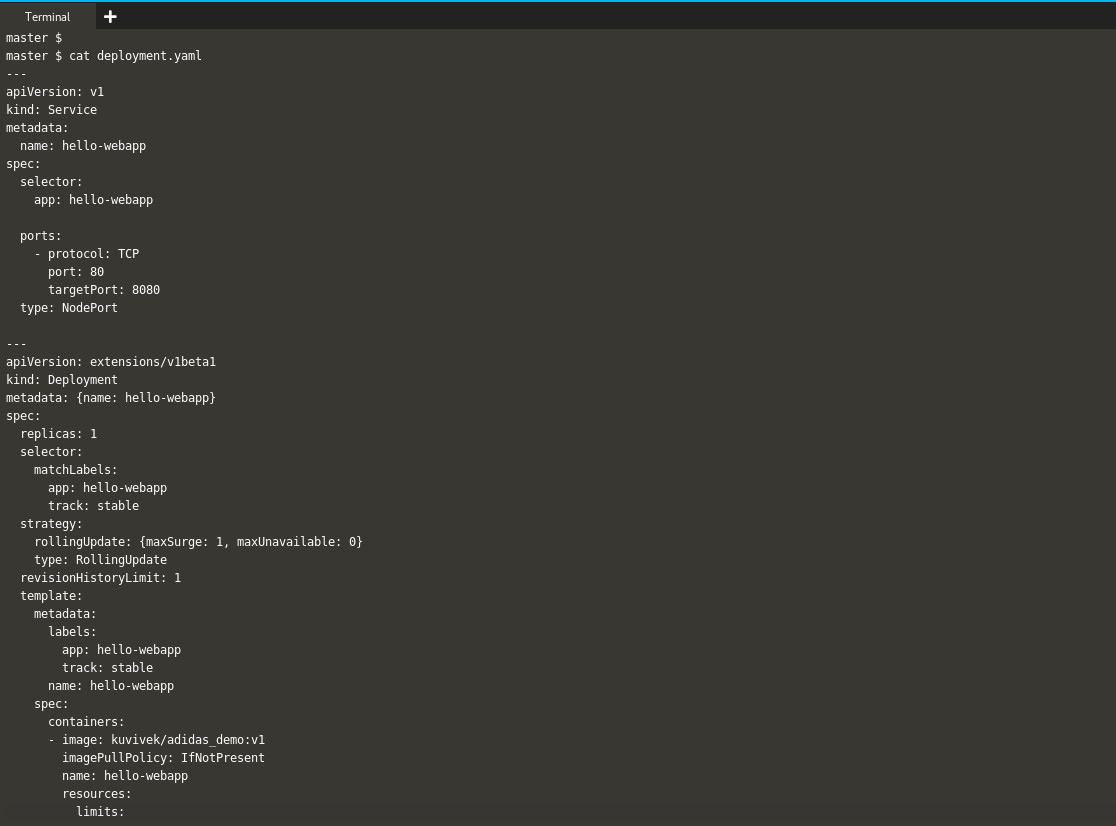 Terminal +
master $
master $ cat deployment.yaml
---
apiVersion: v1
kind: Service
metadata:
  name: hello-webapp
spec:
  selector:
    app: hello-webapp

  ports:
    - protocol: TCP
      port: 80
      targetPort: 8080
  type: NodePort

---
apiVersion: extensions/v1beta1
kind: Deployment
metadata: {name: hello-webapp}
spec:
  replicas: 1
  selector:
    matchLabels:
      app: hello-webapp
      track: stable
  strategy:
    rollingUpdate: {maxSurge: 1, maxUnavailable: 0}
    type: RollingUpdate
  revisionHistoryLimit: 1
  template:
    metadata:
      labels:
        app: hello-webapp
        track: stable
      name: hello-webapp
    spec:
      containers:
      - image: kuvivek/adidas_demo:v1
        imagePullPolicy: IfNotPresent
        name: hello-webapp
        resources:
          limits: